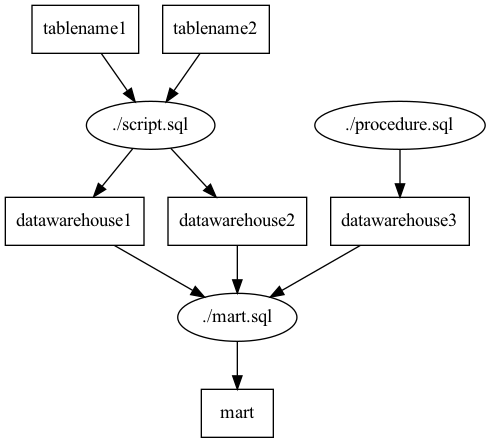 tablename1
tablename2
./script.sql
./procedure.sql
datawarehouse1
datawarehouse2
datawarehouse3
./mart.sql
mart